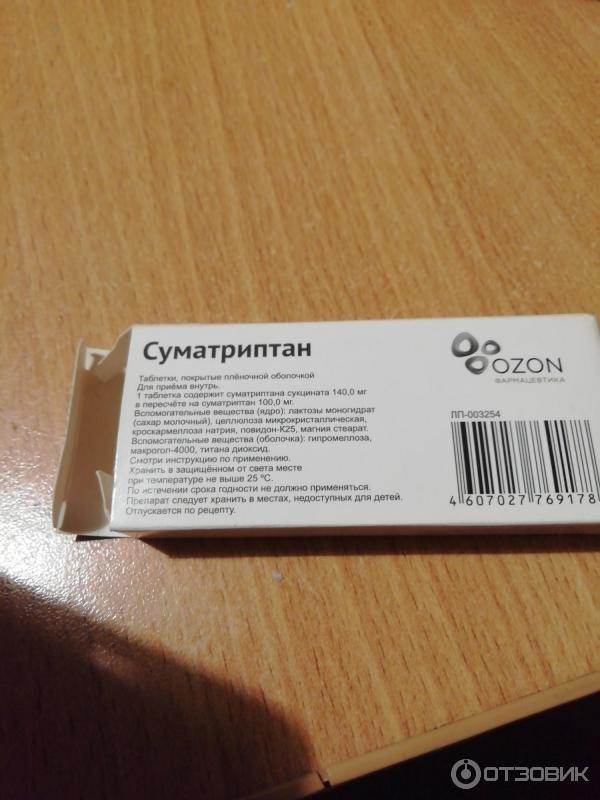 Суматриптан
Таблетки, покрытые плёночной оболочкой
Для приёма внутрь.
1 таблетка содержит суматриптана сукцината 140,0 мг
в пересчёте на суматриптан 100,0 мг.
Вспомогательные вещества (ядро): лактозы моногидрат
(сахар молочный), целлюлоза микрокристаллическая,
кроскармеллоза натрия, повидон-К25, магния стеарат.
Вспомогательные вещества (оболочка): гипромеллоза,
макрогол-4000, титана диоксид.
Смотри инструкцию по применению.
Хранить в защищённом от света месте
при температуре не выше 25 ºС.
По истечении срока годности не должно применяться.
Препарат следует хранить в местах, недоступных для детей.
Отпускается по рецепту.
OZON
ФАРМАЦЕВТИКА
ЛП-003254
4 607027 769178
ОТЗОВИК